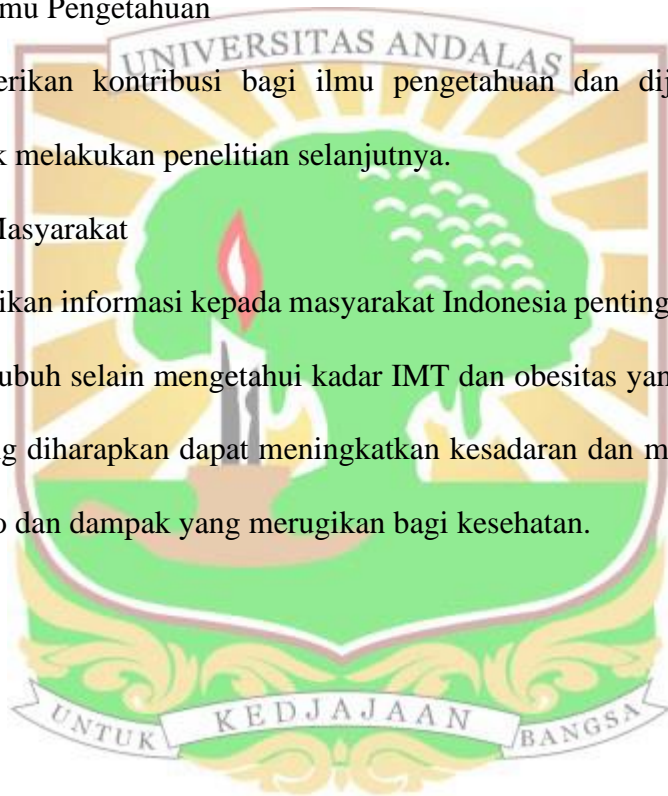 lmu Pengetahuan
UNIVERSITAS ANDALAS
erikan kontribusi bagi ilmu pengetahuan dan dij
k melakukan penelitian selanjutnya.
Masyarakat
ikan informasi kepada masyarakat Indonesia penting
ubuh selain mengetahui kadar IMT dan obesitas yan
g diharapkan dapat meningkatkan kesadaran dan m
o dan dampak yang merugikan bagi kesehatan.
UNTUK KEDJAJAAN BANGSA